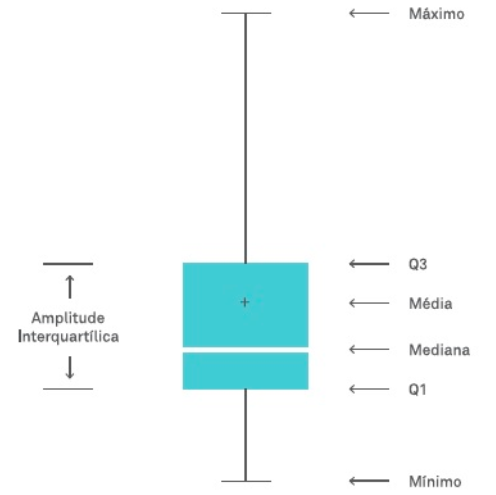 Máximo
Q3
Média
Amplitude
Interquartílica
Mediana
Q1
Mínimo